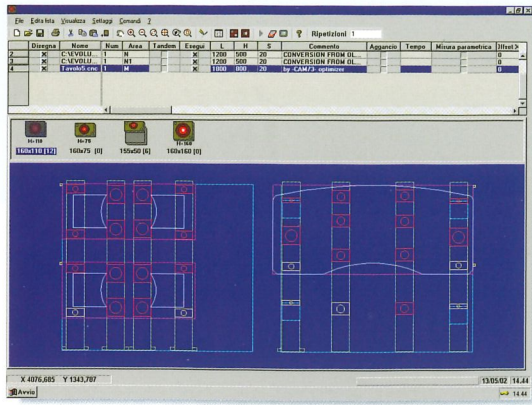 File Edita lista Visualizza Settaggi Comandi ?
? Ripetizioni 1
Disegna Nome Num Area Tandem Esegui L H S Commento Aggancio Tempo Misura parametrica Offset X
2 X C:\EVOLU... 1 N X 1200 500 20 CONVERSION FROM OL... 0
3 X C:\EVOLU... 1 N1 X 1200 500 20 CONVERSION FROM OL... 0
4 X Tavolo5 cnc 1 M X 1800 800 20 by -CAM/3- optimizer 0
H=110 H=79 H=160
160x110 [12] 160x75 [0] 155x50 [6] 160x160 [0]
X 4076,685 Y 1343,707 13/05/02 14.44
Avvio 14.44